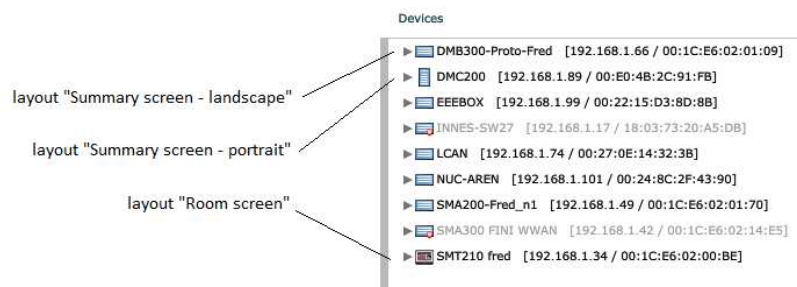 Devices
DMB300-Proto-Fred [192.168.1.66 / 00:1C:E6:02:01:09]
DMC200 [192.168.1.89 / 00:E0:4B:2C:91:FB]
layout "Summary screen - landscape"
EEEBOX [192.168.1.99 / 00:22:15:D3:8D:8B]
INNES-SW27 [192.168.1.17 / 18:03:73:20:A5:DB]
layout "Summary screen - portrait"
LCAN [192.168.1.74 / 00:27:0E:14:32:3B]
NUC-AREN [192.168.1.101 / 00:24:8C:2F:43:90]
layout "Room screen"
SMA200-Fred_n1 [192.168.1.49 / 00:1C:E6:02:01:70]
SMA300 FINI WWAN [192.168.1.42 / 00:1C:E6:02:14:E5]
SMT210 fred [192.168.1.34 / 00:1C:E6:02:00:BE]